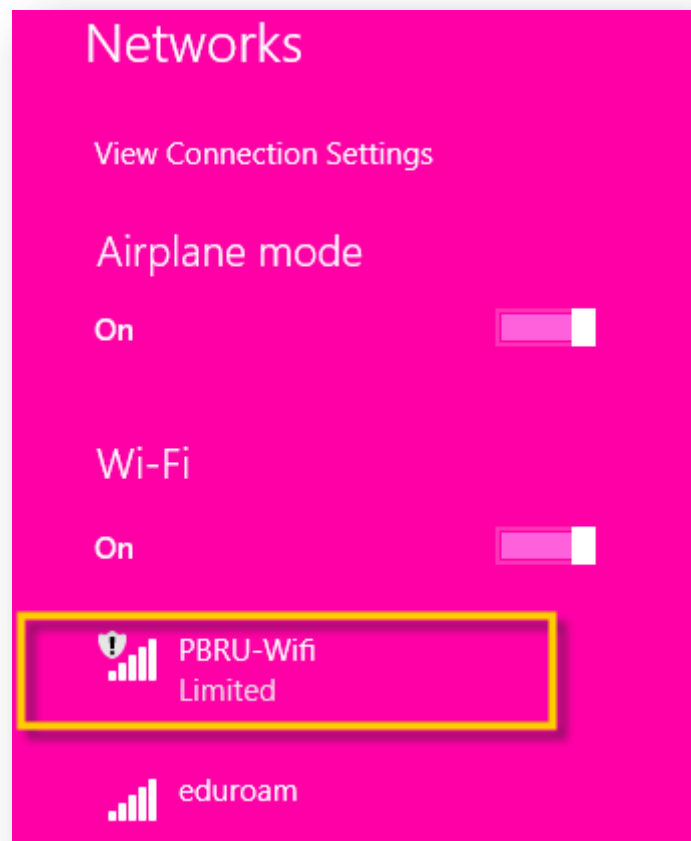 Networks
View Connection Settings
Airplane mode
On
Wi-Fi
On
PBRU-Wifi
Limited
eduroam